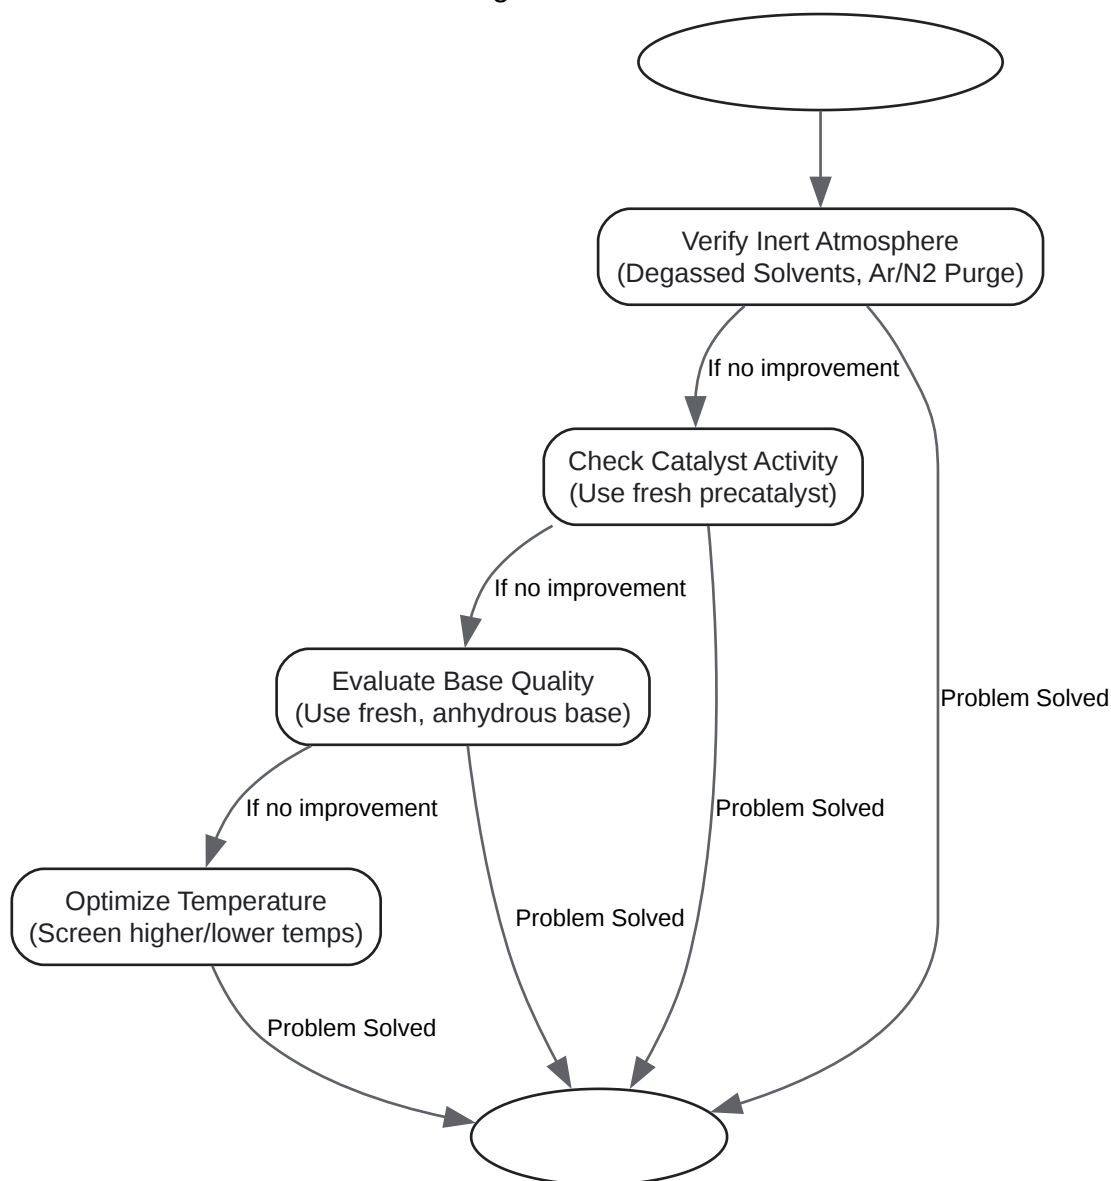 Verify Inert Atmosphere
(Degassed Solvents, Ar/N2 Purge)
If no improvement
Check Catalyst Activity
(Use fresh precatalyst)
If no improvement
Evaluate Base Quality
(Use fresh, anhydrous base)
Problem Solved
If no improvement
Problem Solved
Optimize Temperature
(Screen higher/lower temps)
Problem Solved
Problem Solved